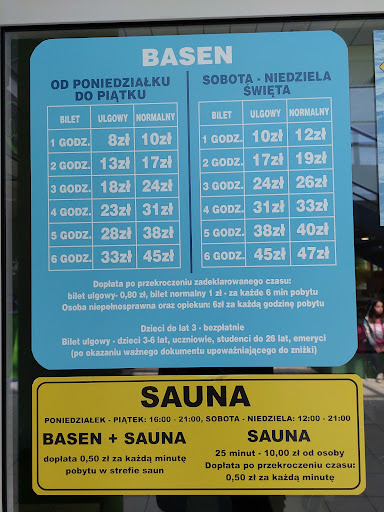 BASEN
OD PONIEDZIAŁKU
DO PIĄTKU
BILET ULGOWY NORMALNY
1 GODZ. 8zł 10zł
2 GODZ. 13zł 17zł
3 GODZ. 18zł 24zł
4 GODZ. 23zł 31zł
5 GODZ. 28zł 38zł
6 GODZ. 33zł 45zł
SOBOTA - NIEDZIELA
ŚWIĘTA
BILET ULGOWY NORMALNY
1 GODZ. 10zł 12zł
2 GODZ. 17zł 19zł
3 GODZ. 24zł 26zł
4 GODZ. 31zł 33zł
5 GODZ. 38zł 40zł
6 GODZ. 45zł 47zł
Dopłata po przekroczeniu zadeklarowanego czasu:
bilet ulgowy- 0,80 zł, bilet normalny 1 zł - za każde 6 min pobytu
Osoba niepełnosprawna oraz opiekun: 6zł za każdą godzinę pobytu
Dzieci do lat 3 - bezpłatnie
Bilet ulgowy - dzieci 3-6 lat, uczniowie, studenci do 26 lat, emeryci
(po okazaniu ważnego dokumentu upoważniającego do zniżki)
SAUNA
PONIEDZIAŁEK - PIĄTEK: 16:00 - 21:00, SOBOTA - NIEDZIELA: 12:00 - 21:00
BASEN + SAUNA
dopłata 0,50 zł za każdą minutę
pobytu w strefie saun
SAUNA
25 minut - 10,00 zł od osoby
Dopłata po przekroczeniu czasu:
0,50 zł za każdą minutę